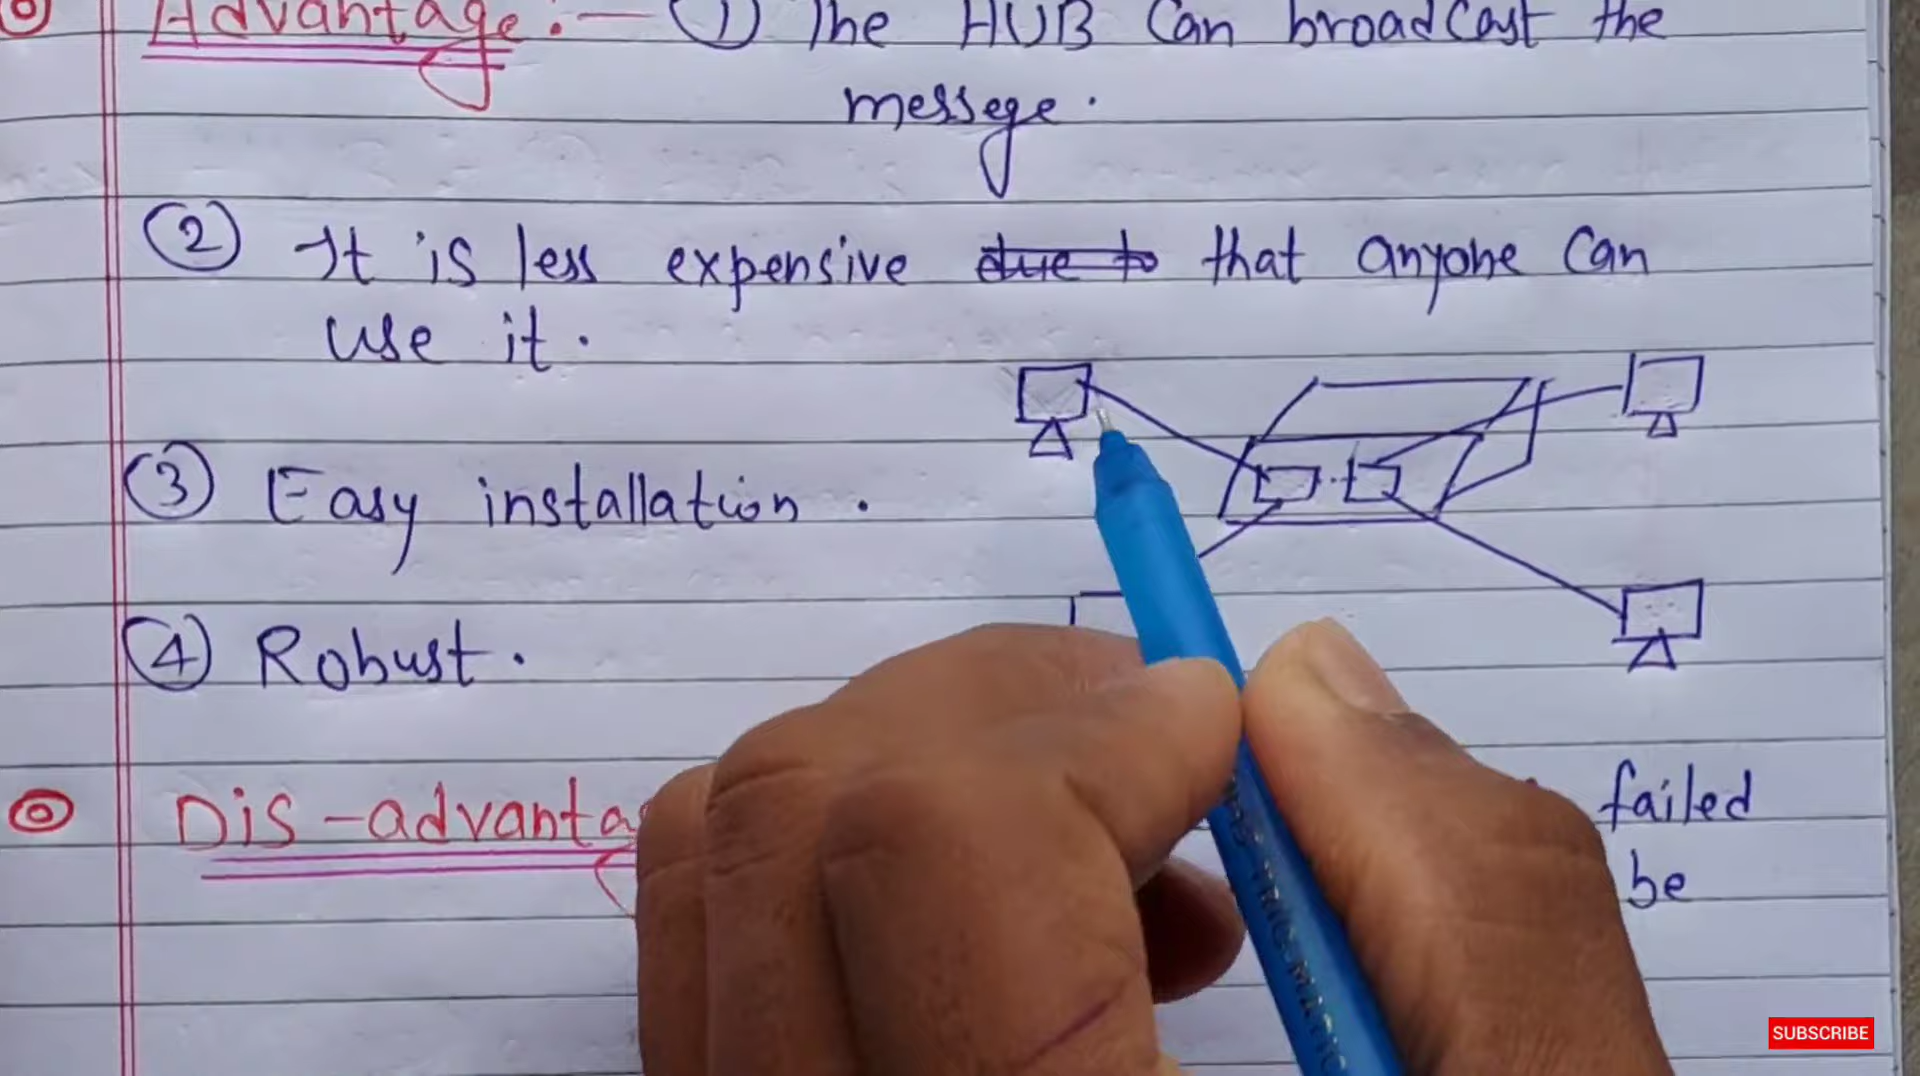 Advantage :- ① The HUB Can broadcast the
messege.
② It is less expensive due to that anyone Can
use it.
③ Easy installation.
④ Robust.
Dis-advanta failed
be
SUBSCRIBE